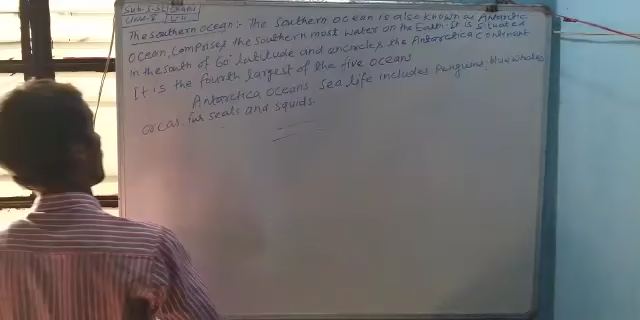 Sub:- S.S
Unit-8
The southern ocean:- The southern ocean is also known as Antarctic
ocean, comprises the southern most water on the Earth. It is situated
in the south of 60° latitude and encircles the Antarctica continent
It is the fourth largest of the five oceans
Antarctica oceans sea life includes Penguins, blue whales
orcas, fur seals and squids.